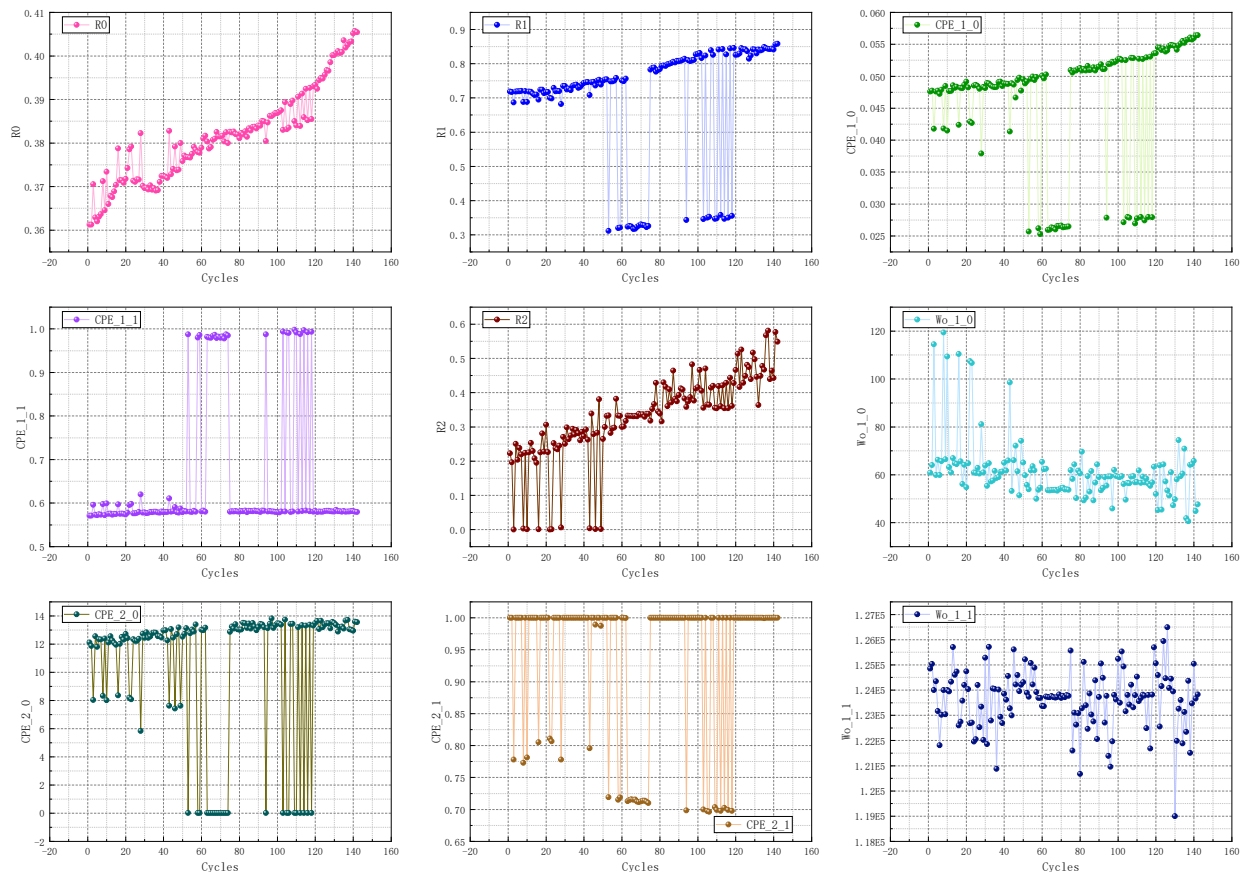 0.41
0.40
0.39
0.38
0.37
0.36
R0
R0
-20 0 20 40 60 80 100 120 140 160
Cycles
0.9
0.8
0.7
0.6
0.5
0.4
0.3
R1
R1
-20 0 20 40 60 80 100 120 140 160
Cycles
0.060
0.055
0.050
0.045
0.040
0.035
0.030
0.025
CPE_1_0
CPE_1_0
-20 0 20 40 60 80 100 120 140 160
Cycles
1.0
0.9
0.8
0.7
0.6
0.5
CPE_1_1
CPE_1_1
-20 0 20 40 60 80 100 120 140 160
Cycles
0.6
0.5
0.4
0.3
0.2
0.1
0.0
R2
R2
-20 0 20 40 60 80 100 120 140 160
Cycles
120
100
80
60
40
Wo_1_0
Wo_1_0
-20 0 20 40 60 80 100 120 140 160
Cycles
14
12
10
8
6
4
2
0
-2
CPE_2_0
CPE_2_0
-20 0 20 40 60 80 100 120 140 160
Cycles
1.00
0.95
0.90
0.85
0.80
0.75
0.70
0.65
CPE_2_1
CPE_2_1
-20 0 20 40 60 80 100 120 140 160
Cycles
1.27E5
1.26E5
1.25E5
1.24E5
1.23E5
1.22E5
1.21E5
1.2E5
1.19E5
1.18E5
Wo_1_1
Wo_1_1
-20 0 20 40 60 80 100 120 140 160
Cycles